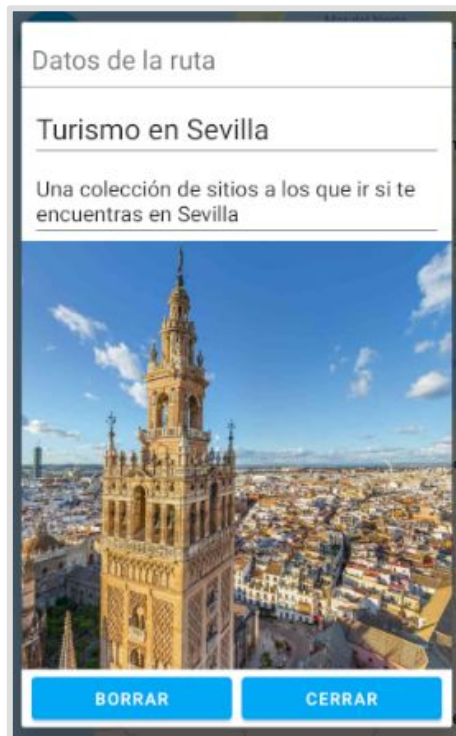 Datos de la ruta
Turismo en Sevilla
Una colección de sitios a los que ir si te
encuentras en Sevilla
BORRAR
CERRAR